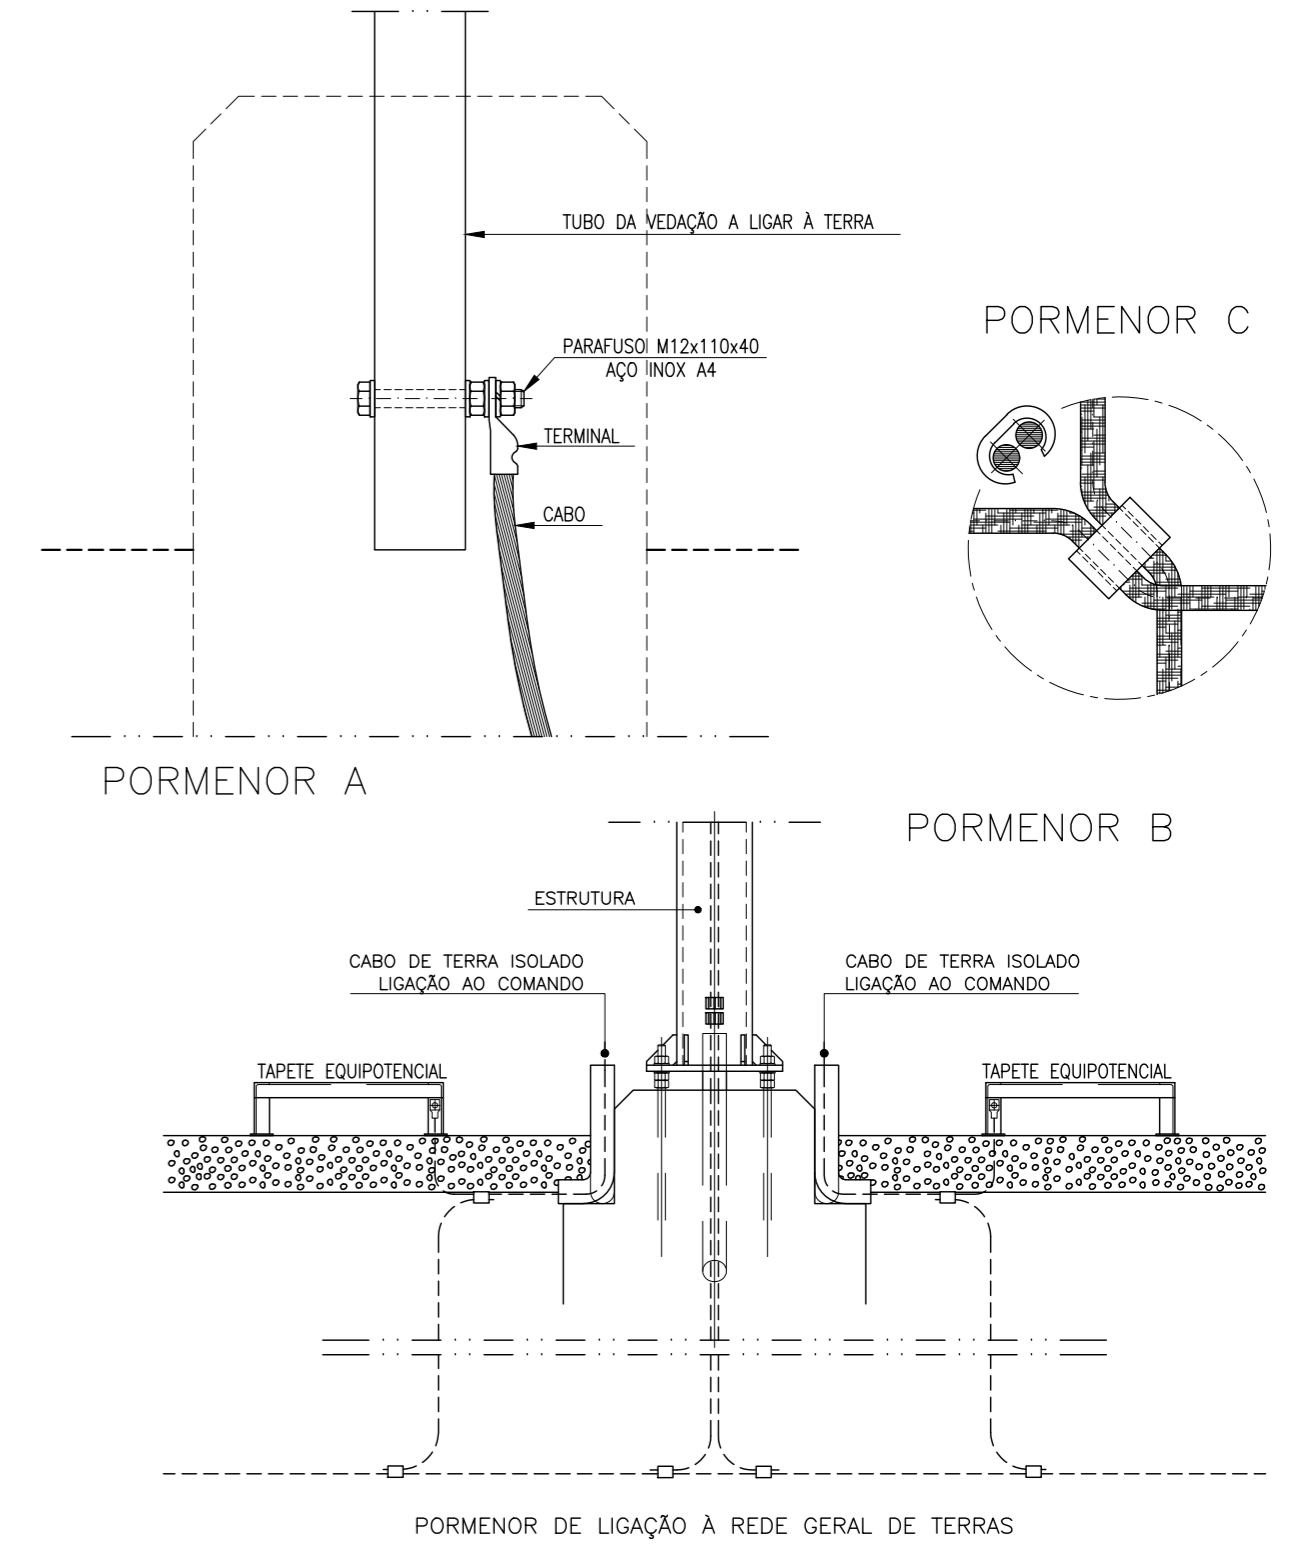 TUBO DA VEDAÇÃO A LIGAR À TERRA
PORMENOR C
PARAFUSO M12x110x40
AÇO INOX A4
TERMINAL
CABO
PORMENOR A
PORMENOR B
ESTRUTURA
CABO DE TERRA ISOLADO
LIGAÇÃO AO COMANDO
CABO DE TERRA ISOLADO
LIGAÇÃO AO COMANDO
TAPETE EQUIPOTENCIAL
TAPETE EQUIPOTENCIAL
PORMENOR DE LIGAÇÃO À REDE GERAL DE TERRAS